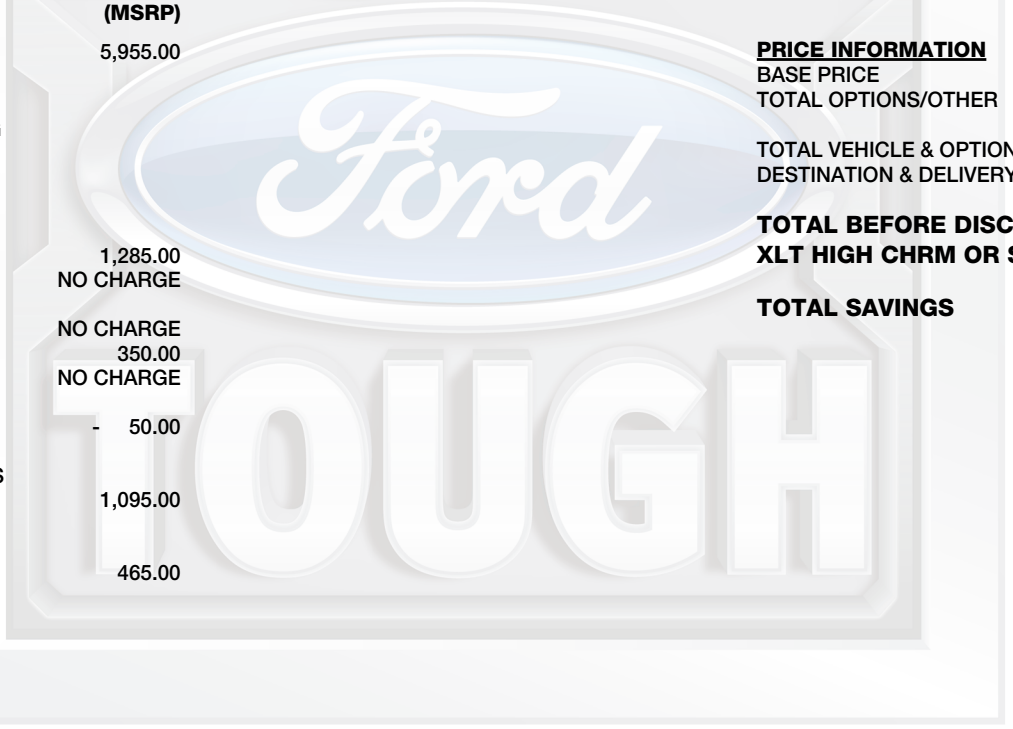 (MSRP)
5,955.00
1,285.00
NO CHARGE
NO CHARGE
350.00
NO CHARGE
- 50.00
1,095.00
465.00
PRICE INFORMATION
BASE PRICE
TOTAL OPTIONS/OTHER
TOTAL VEHICLE & OPTION
DESTINATION & DELIVERY
TOTAL BEFORE DISC
XLT HIGH CHRM OR S
TOTAL SAVINGS
Ford
TOUGH